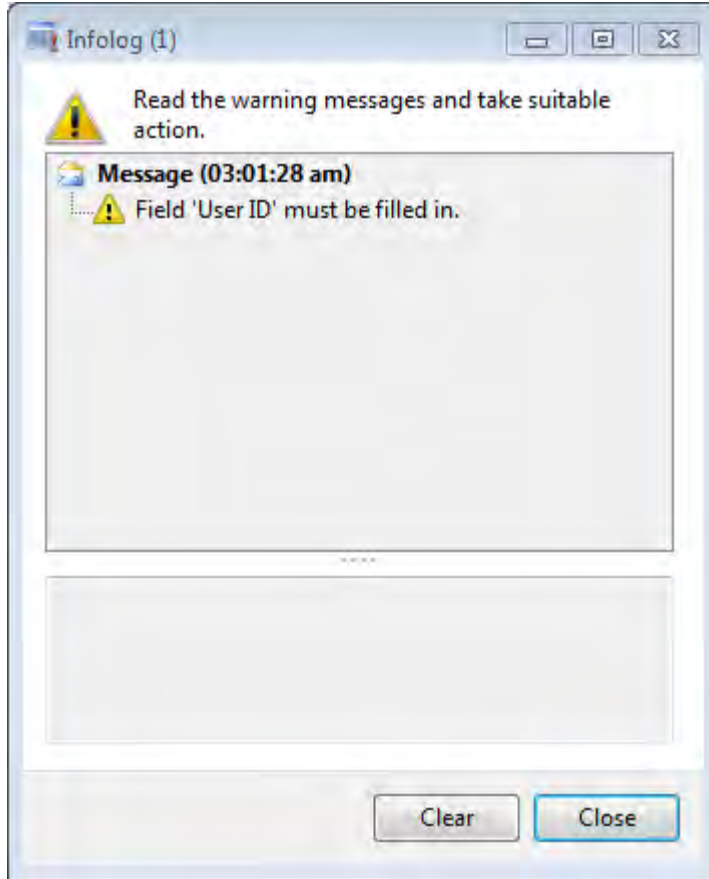 Infolog (1)
Read the warning messages and take suitable
action.
Message (03:01:28 am)
Field 'User ID' must be filled in.
Clear
Close